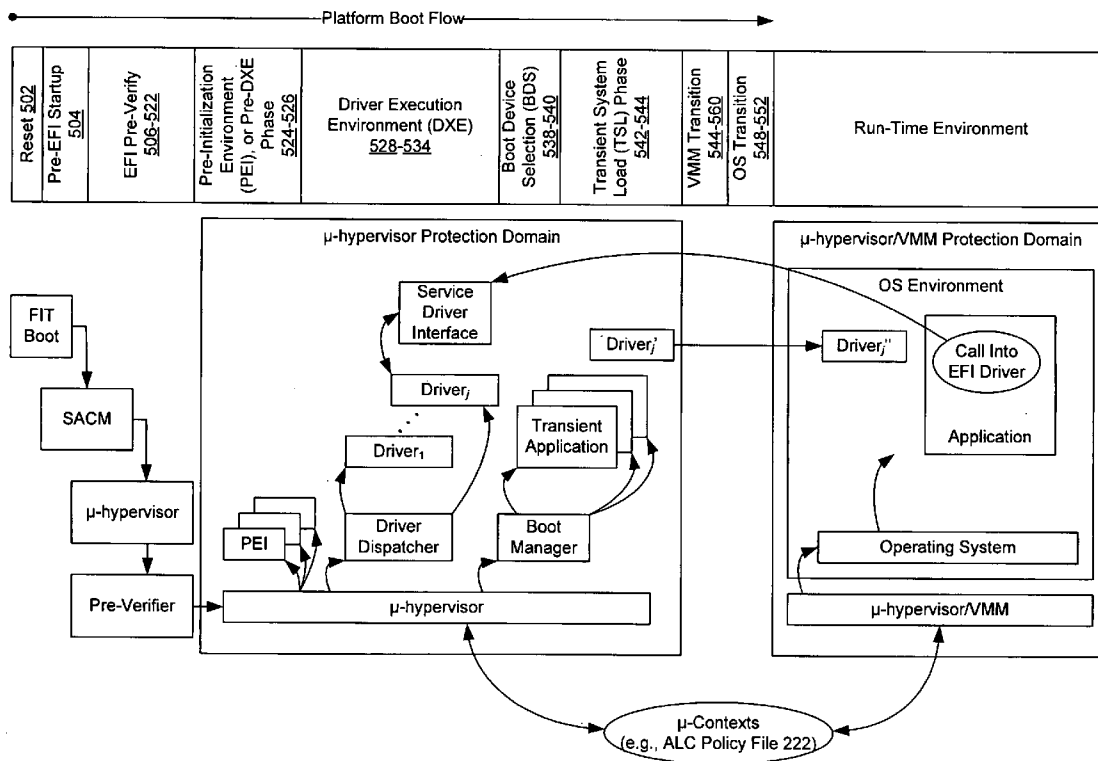 Platform Boot Flow
Reset 502
Pre-EFI Startup
504
EFI Pre-Verify
506-522
Pre-Initialization
Environment
(PEI), or Pre-DXE
Phase
524-526
Driver Execution
Environment (DXE)
528-534
Boot Device
Selection (BDS)
538-540
Transient System
Load (TSL) Phase
542-544
VMM Transition
544-560
OS Transition
548-552
Run-Time Environment
µ-hypervisor Protection Domain
µ-hypervisor/VMM Protection Domain
OS Environment
FIT
Boot
SACM
µ-hypervisor
Pre-Verifier
Service
Driver
Interface
Driverj
Driver1
PEI
Driver
Dispatcher
Driverj'
Transient
Application
Boot
Manager
µ-hypervisor
Driverj"
Call Into
EFI Driver
Application
Operating System
µ-hypervisor/VMM
µ-Contexts
(e.g., ALC Policy File 222)